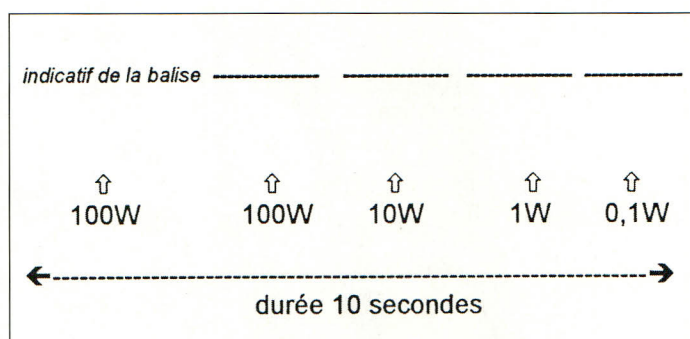 indicatif de la balise
100W 100W 10W 1W 0,1W
durée 10 secondes